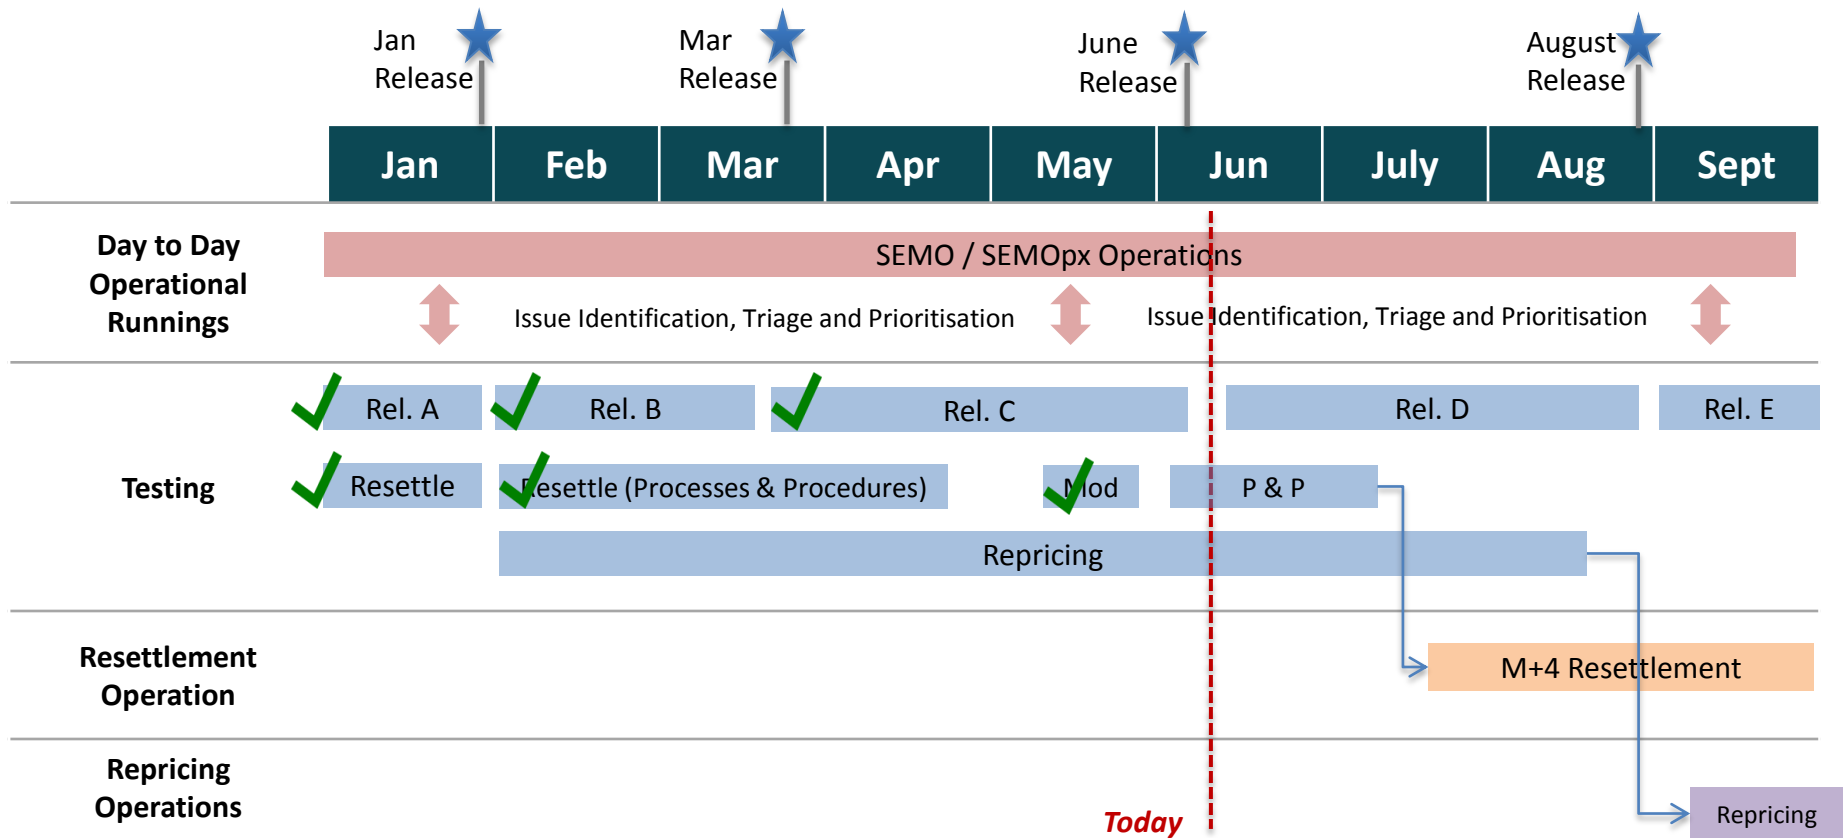 Jan
Release
Mar
Release
June
Release
August
Release
Jan Feb Mar Apr May Jun July Aug Sept
Day to Day
Operational
Runnings
SEMO / SEMOpx Operations
Issue Identification, Triage and Prioritisation
Issue Identification, Triage and Prioritisation
Testing
Rel. A
Rel. B
Rel. C
Rel. D
Rel. E
Resettle
Resettle (Processes & Procedures)
Mod
P & P
Repricing
Resettlement
Operation
M+4 Resettlement
Repricing
Operations
Repricing
Today